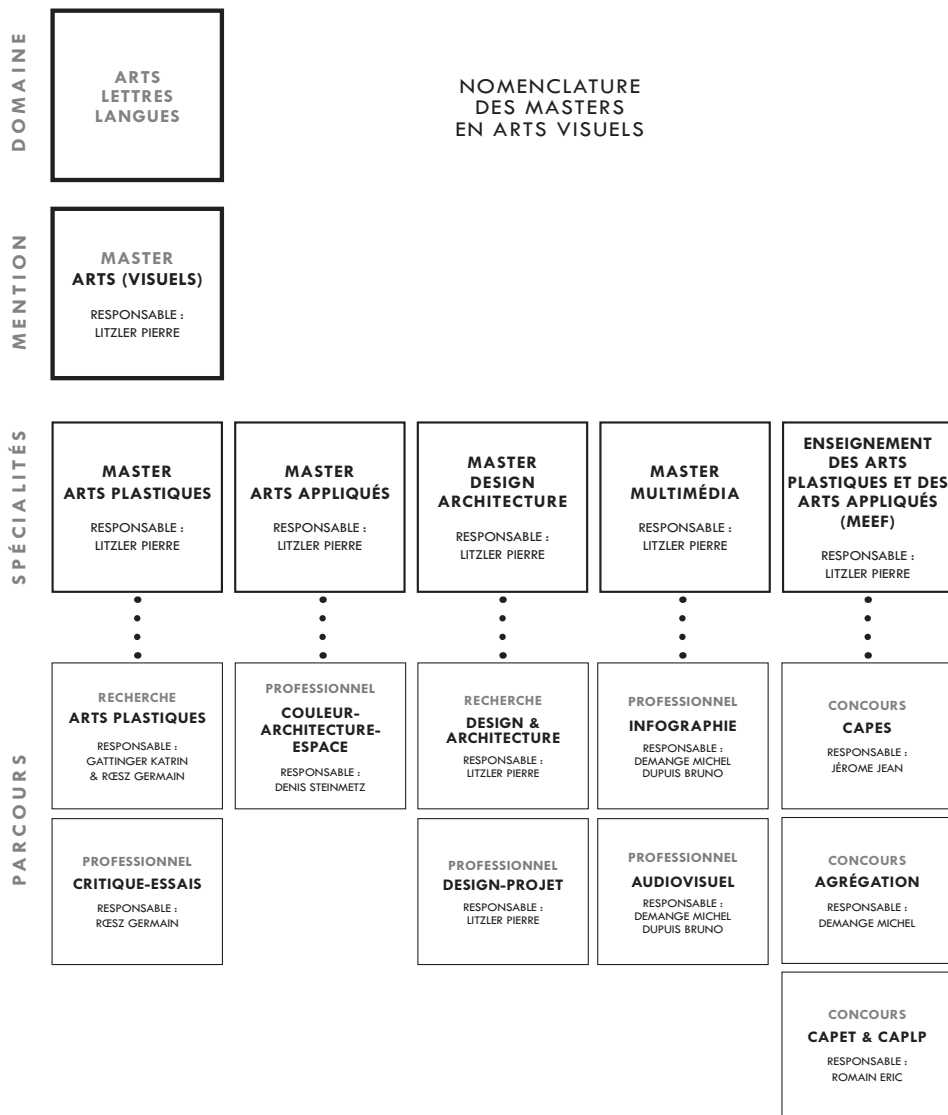 DOMAINE
ARTS
LETTRES
LANGUES
NOMENCLATURE
DES MASTERS
EN ARTS VISUELS
MENTION
MASTER
ARTS (VISUELS)
RESPONSABLE :
LITZLER PIERRE
SPÉCIALITÉS
MASTER
ARTS PLASTIQUES
RESPONSABLE :
LITZLER PIERRE
MASTER
ARTS APPLIQUÉS
RESPONSABLE :
LITZLER PIERRE
MASTER
DESIGN
ARCHITECTURE
RESPONSABLE :
LITZLER PIERRE
MASTER
MULTIMÉDIA
RESPONSABLE :
LITZLER PIERRE
ENSEIGNEMENT
DES ARTS
PLASTIQUES ET DES
ARTS APPLIQUÉS
(MEEF)
RESPONSABLE :
LITZLER PIERRE
PARCOURS
RECHERCHE
ARTS PLASTIQUES
RESPONSABLE :
GATTINGER KATRIN
& RŒSZ GERMAIN
PROFESSIONNEL
COULEUR-
ARCHITECTURE-
ESPACE
RESPONSABLE :
DENIS STEINMETZ
RECHERCHE
DESIGN &
ARCHITECTURE
RESPONSABLE :
LITZLER PIERRE
PROFESSIONNEL
INFOGRAPHIE
RESPONSABLE :
DEMANGE MICHEL
DUPUIS BRUNO
CONCOURS
CAPES
RESPONSABLE :
JÉROME JEAN
PROFESSIONNEL
CRITIQUE-ESSAIS
RESPONSABLE :
RŒSZ GERMAIN
PROFESSIONNEL
DESIGN-PROJET
RESPONSABLE :
LITZLER PIERRE
PROFESSIONNEL
AUDIOVISUEL
RESPONSABLE :
DEMANGE MICHEL
DUPUIS BRUNO
CONCOURS
AGRÉGATION
RESPONSABLE :
DEMANGE MICHEL
CONCOURS
CAPET & CAPLP
RESPONSABLE :
ROMAIN ERIC